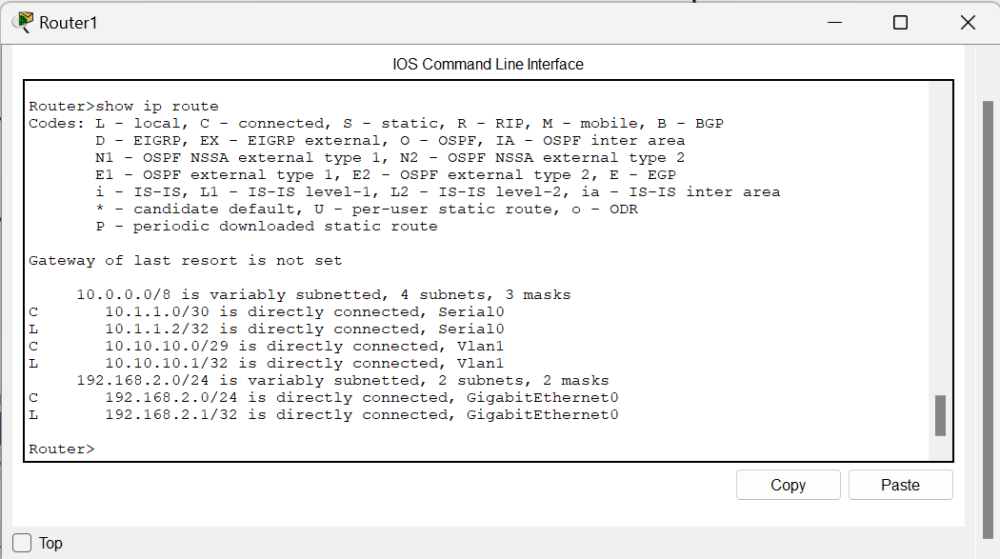 Router1
IOS Command Line Interface
Router>show ip route
Codes: L - local, C - connected, S - static, R - RIP, M - mobile, B - BGP
       D - EIGRP, EX - EIGRP external, O - OSPF, IA - OSPF inter area
       N1 - OSPF NSSA external type 1, N2 - OSPF NSSA external type 2
       E1 - OSPF external type 1, E2 - OSPF external type 2, E - EGP
       i - IS-IS, L1 - IS-IS level-1, L2 - IS-IS level-2, ia - IS-IS inter area
       * - candidate default, U - per-user static route, o - ODR
       P - periodic downloaded static route
Gateway of last resort is not set
     10.0.0.0/8 is variably subnetted, 4 subnets, 3 masks
C       10.1.1.0/30 is directly connected, Serial0
L       10.1.1.2/32 is directly connected, Serial0
C       10.10.10.0/29 is directly connected, Vlan1
L       10.10.10.1/32 is directly connected, Vlan1
     192.168.2.0/24 is variably subnetted, 2 subnets, 2 masks
C       192.168.2.0/24 is directly connected, GigabitEthernet0
L       192.168.2.1/32 is directly connected, GigabitEthernet0
Router>
Copy Paste
Top